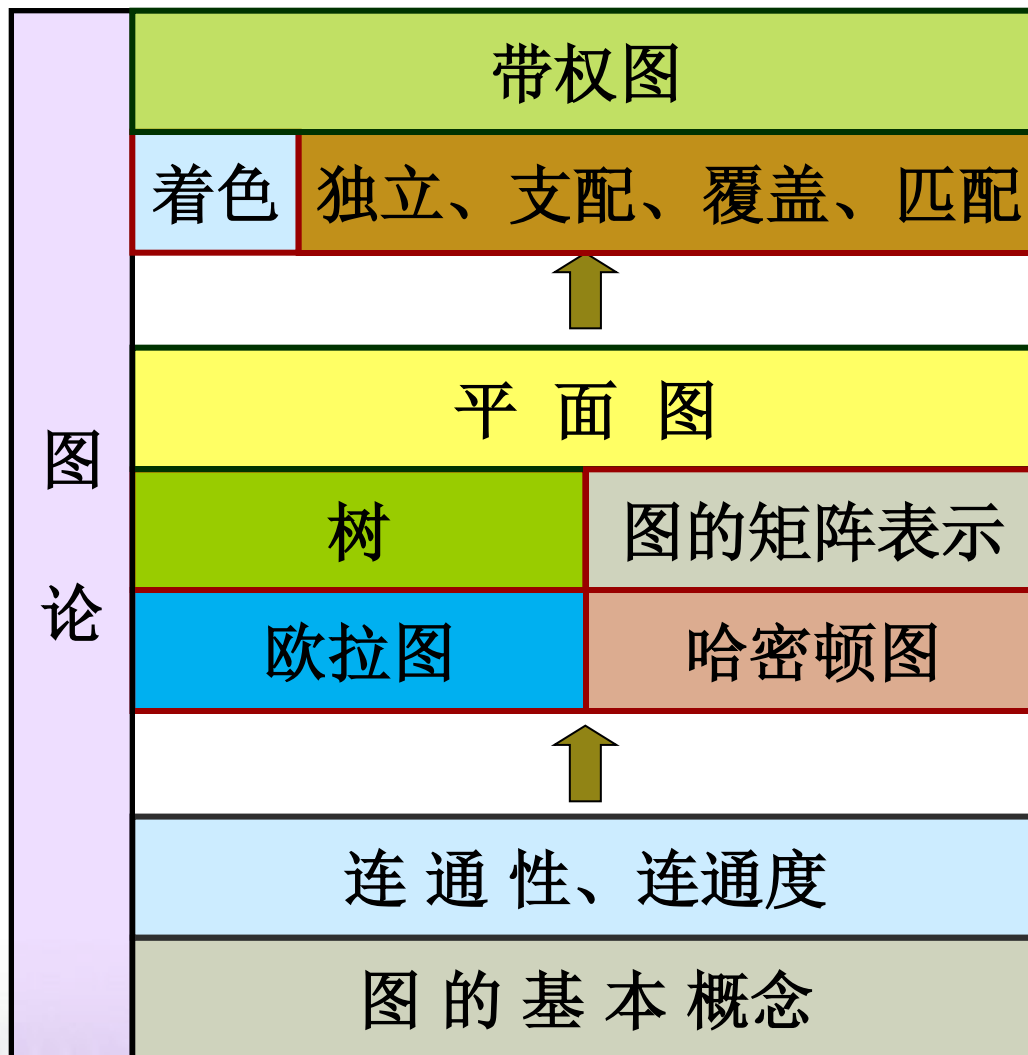 图论
带权图
着色
独立、支配、覆盖、匹配
平 面 图
树
图的矩阵表示
欧拉图
哈密顿图
连 通 性、连通度
图 的 基 本 概念